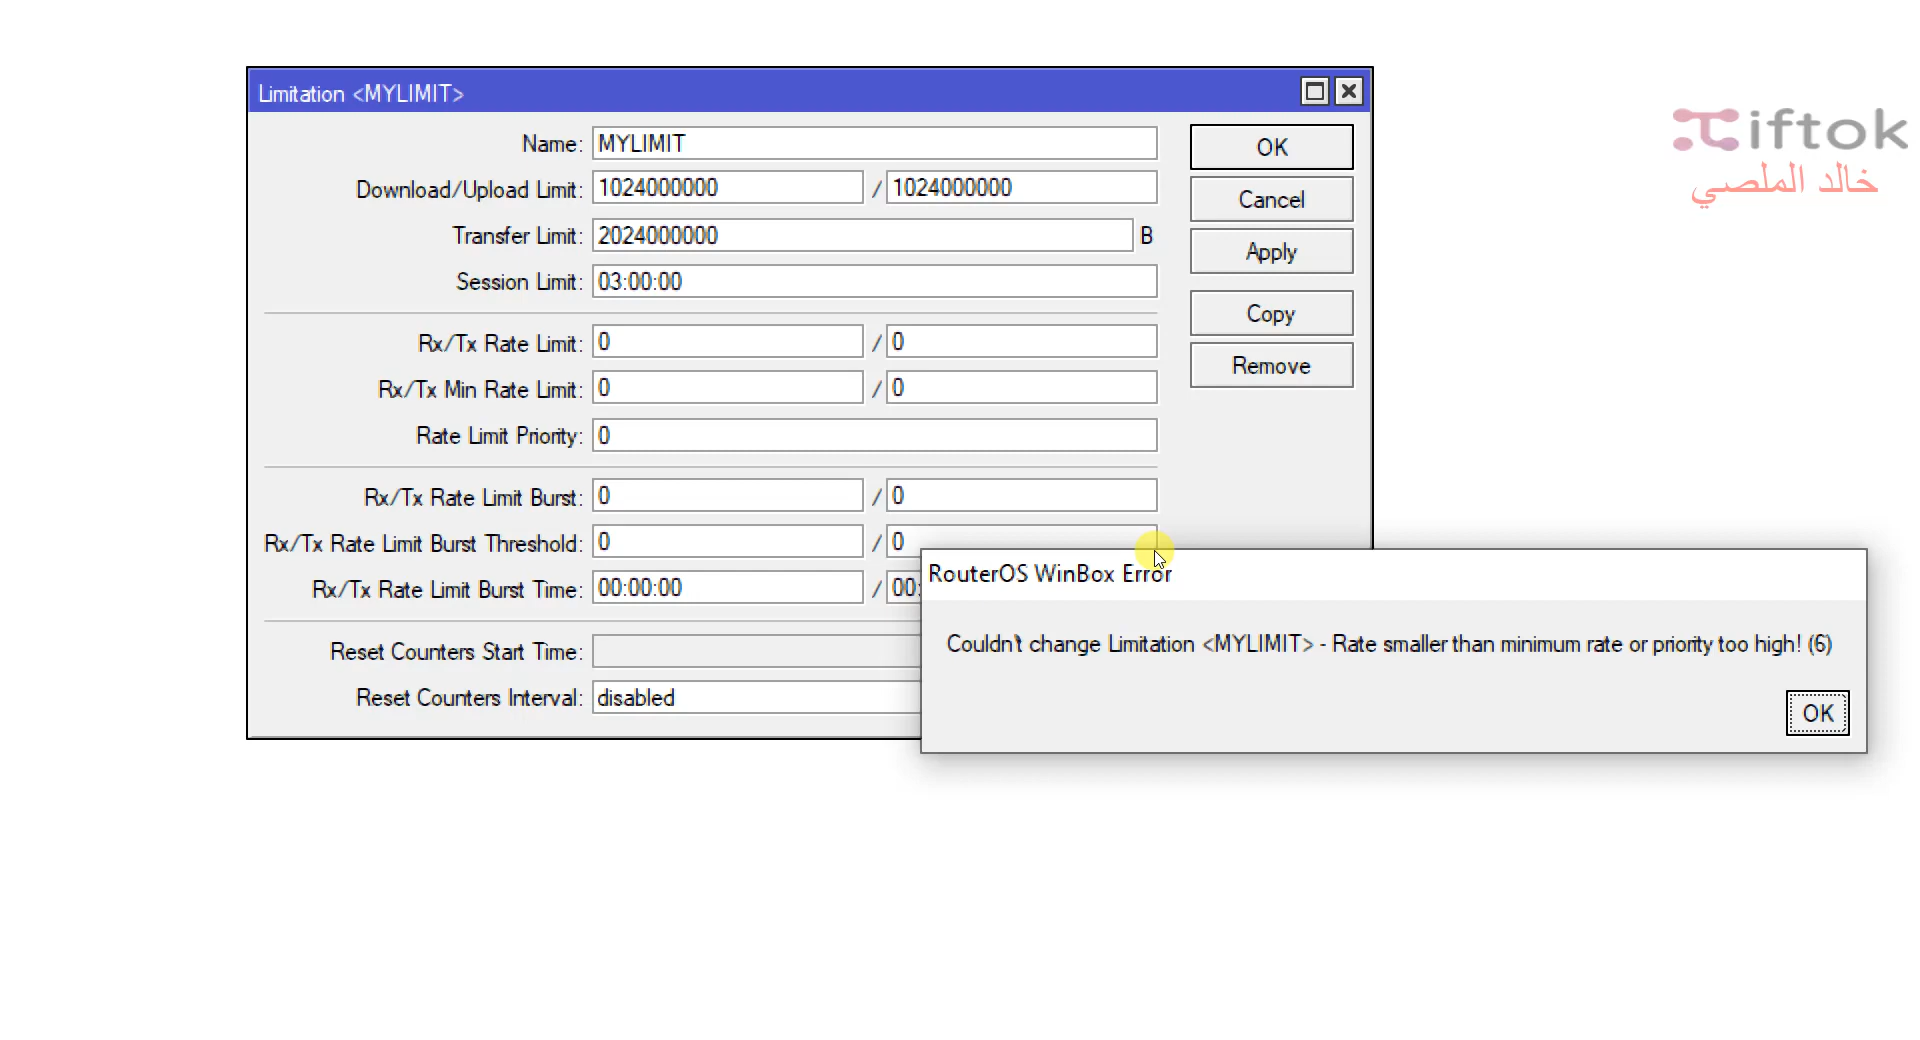 Limitation <MYLIMIT>
Name: MYLIMIT
OK
iftok
Download/Upload Limit: 1024000000 / 1024000000
Cancel
خالد الملصي
Transfer Limit: 2024000000 B
Apply
Session Limit: 03:00:00
Copy
Rx/Tx Rate Limit: 0 / 0
Remove
Rx/Tx Min Rate Limit: 0 / 0
Rate Limit Priority: 0
Rx/Tx Rate Limit Burst: 0 / 0
Rx/Tx Rate Limit Burst Threshold: 0 / 0
Rx/Tx Rate Limit Burst Time: 00:00:00 / 00:
RouterOS WinBox Error
Couldn't change Limitation <MYLIMIT> - Rate smaller than minimum rate or priority too high! (6)
OK
Reset Counters Start Time:
Reset Counters Interval: disabled